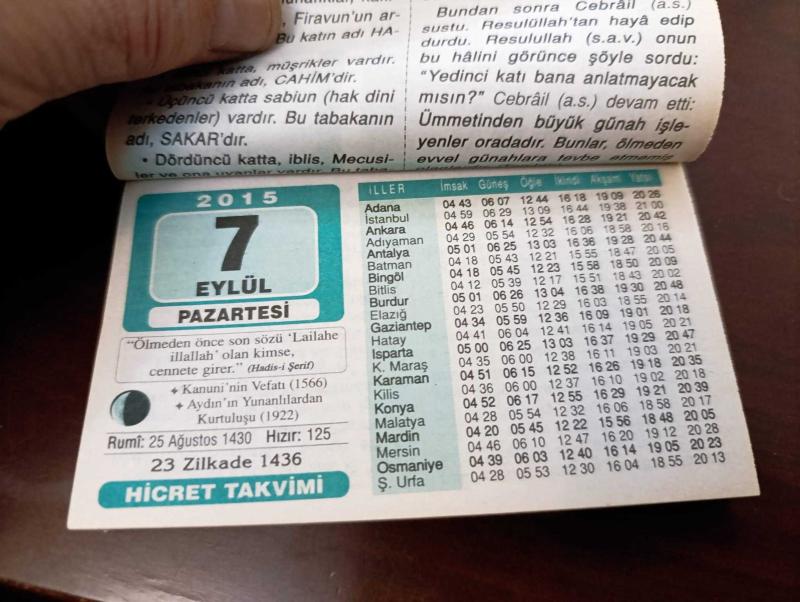 , Firavun'un ar-
Bu katın adı HA-
katta, müşrikler vardır.
tabakanın adı, CAHİM'dir.
• Üçüncü katta sabiun (hak dini
terkedenler) vardır. Bu tabakanın
adı, SAKAR'dır.
• Dördüncü katta, iblis, Mecusi-
ler ve ona uyanlar vardır. Bu taba-
Bundan sonra Cebrâil (a.s.)
sustu. Resulüllah'tan hayâ edip
durdu. Resulullah (s.a.v.) onun
bu hâlini görünce şöyle sordu:
"Yedinci katı bana anlatmayacak
mısın?" Cebrâil (a.s.) devam etti:
Ümmetinden büyük günah işle-
yenler oradadır. Bunlar, ölmeden
evvel günahlara tevbe etmemiş
2015
7
EYLÜL
PAZARTESİ
"Ölmeden önce son sözü 'Lailahe
illallah' olan kimse,
cennete girer." (Hadis-i Şerif)
Kanuni'nin Vefatı (1566)
Aydın'ın Yunanlılardan
Kurtuluşu (1922)
Rumî: 25 Ağustos 1430 Hızır: 125
23 Zilkade 1436
HİCRET TAKVİMİ
İLLER İmsak Güneş Öğle İkindi Akşam Yatsı
Adana 04 43 06 07 12 44 16 18 19 09 20 26
İstanbul 04 59 06 29 13 09 16 44 19 38 21 00
Ankara 04 46 06 14 12 54 16 28 19 21 20 42
Adıyaman 04 29 05 54 12 32 16 06 18 58 20 16
Antalya 05 01 06 25 13 03 16 36 19 28 20 44
Batman 04 18 05 43 12 21 15 55 18 47 20 05
Bingöl 04 18 05 45 12 23 15 58 18 50 20 09
Bitlis 04 12 05 39 12 17 15 51 18 43 20 02
Burdur 05 01 06 26 13 04 16 38 19 30 20 48
Elazığ 04 23 05 50 12 29 16 03 18 55 20 14
Gaziantep 04 34 05 59 12 36 16 09 19 01 20 18
Hatay 04 41 06 04 12 41 16 14 19 05 20 21
Isparta 05 00 06 25 13 03 16 37 19 29 20 47
K. Maraş 04 35 06 00 12 38 16 11 19 03 20 21
Karaman 04 51 06 15 12 52 16 26 19 18 20 35
Kilis 04 36 06 00 12 37 16 10 19 02 20 18
Konya 04 52 06 17 12 55 16 29 19 21 20 39
Malatya 04 28 05 54 12 32 16 06 18 58 20 17
Mardin 04 20 05 45 12 22 15 56 18 48 20 05
Mersin 04 46 06 10 12 47 16 20 19 12 20 28
Osmaniye 04 39 06 03 12 40 16 14 19 05 20 23
Ş. Urfa 04 28 05 53 12 30 16 04 18 55 20 13